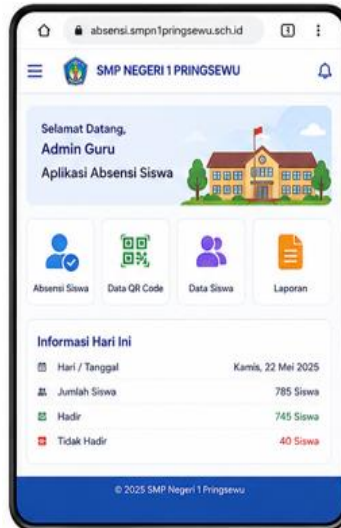 absensi.smpn1pringsewu.sch.id
SMP NEGERI 1 PRINGSEWU
Selamat Datang,
Admin Guru
Aplikasi Absensi Siswa
Absensi Siswa
Data QR Code
Data Siswa
Laporan
Informasi Hari Ini
Hari / Tanggal Kamis, 22 Mei 2025
Jumlah Siswa 785 Siswa
Hadir 745 Siswa
Tidak Hadir 40 Siswa
© 2025 SMP Negeri 1 Pringsewu